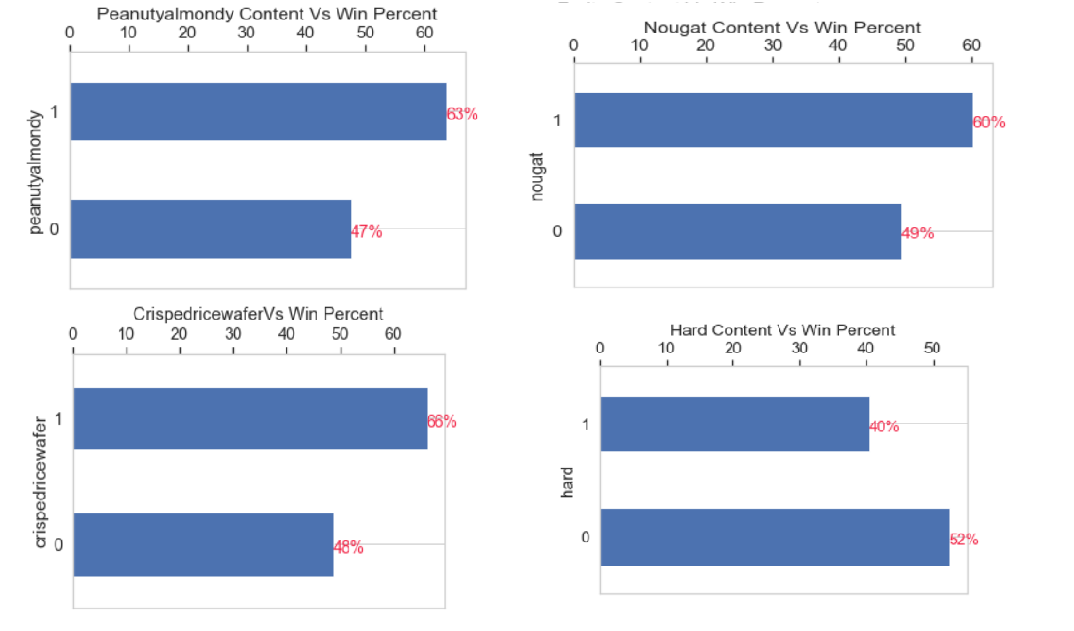 Peanutyalmondy Content Vs Win Percent
0 10 20 30 40 50 60
peanutyalmondy
1
63%
0
47%
Nougat Content Vs Win Percent
0 10 20 30 40 50 60
nougat
1
60%
0
49%
CrispedricewaferVs Win Percent
0 10 20 30 40 50 60
crispedricewafer
1
66%
0
48%
Hard Content Vs Win Percent
0 10 20 30 40 50
hard
1
40%
0
52%